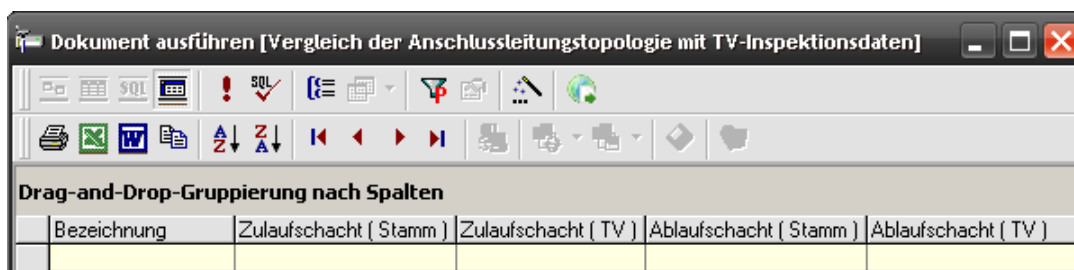 Dokument ausführen [Vergleich der Anschlussleitungstopologie mit TV-Inspektionsdaten]
SQL SQL
Drag-and-Drop-Gruppierung nach Spalten
Bezeichnung Zulaufschacht ( Stamm ) Zulaufschacht ( TV ) Ablaufschacht ( Stamm ) Ablaufschacht ( TV )